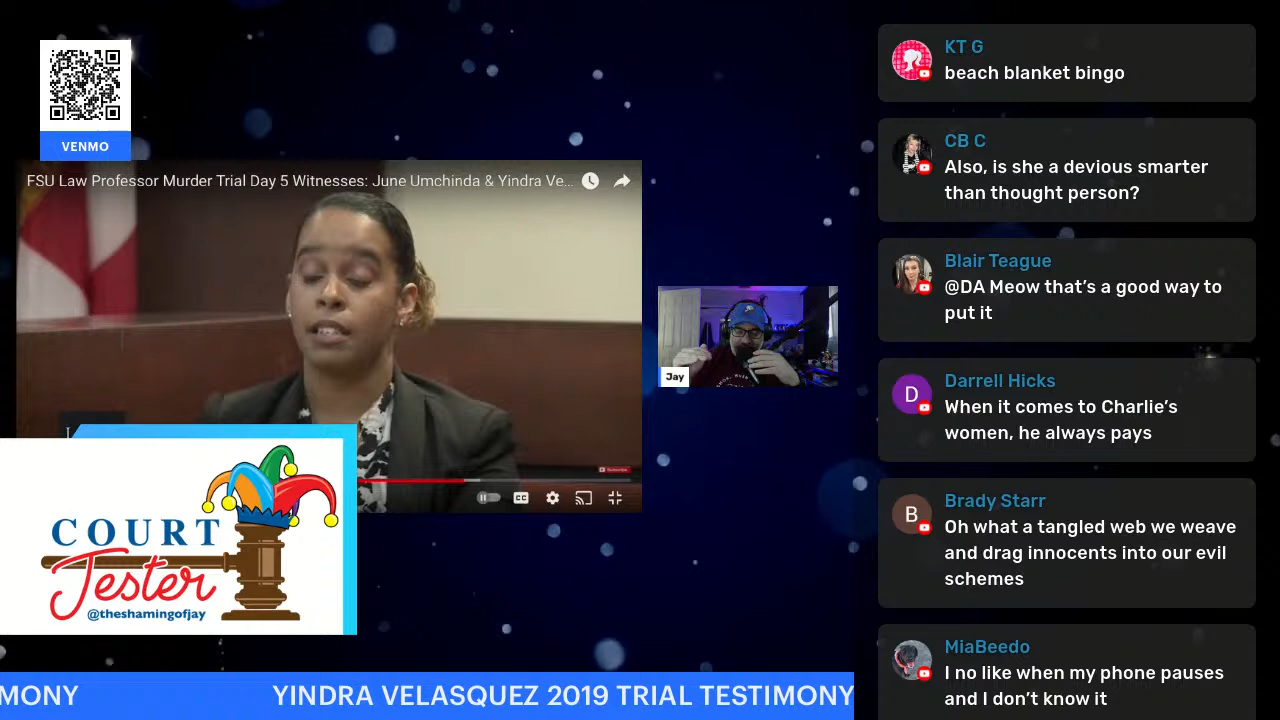 VENMO
FSU Law Professor Murder Trial Day 5 Witnesses: June Umchinda & Yindra Ve...
Subscribe
CC
Jay
COURT
Jester
@theshamingofjay
MONY YINDRA VELASQUEZ 2019 TRIAL TESTIMONY
KT G
beach blanket bingo
CB C
Also, is she a devious smarter
than thought person?
Blair Teague
@DA Meow that's a good way to
put it
D
Darrell Hicks
When it comes to Charlie's
women, he always pays
B
Brady Starr
Oh what a tangled web we weave
and drag innocents into our evil
schemes
MiaBeedo
I no like when my phone pauses
and I don't know it